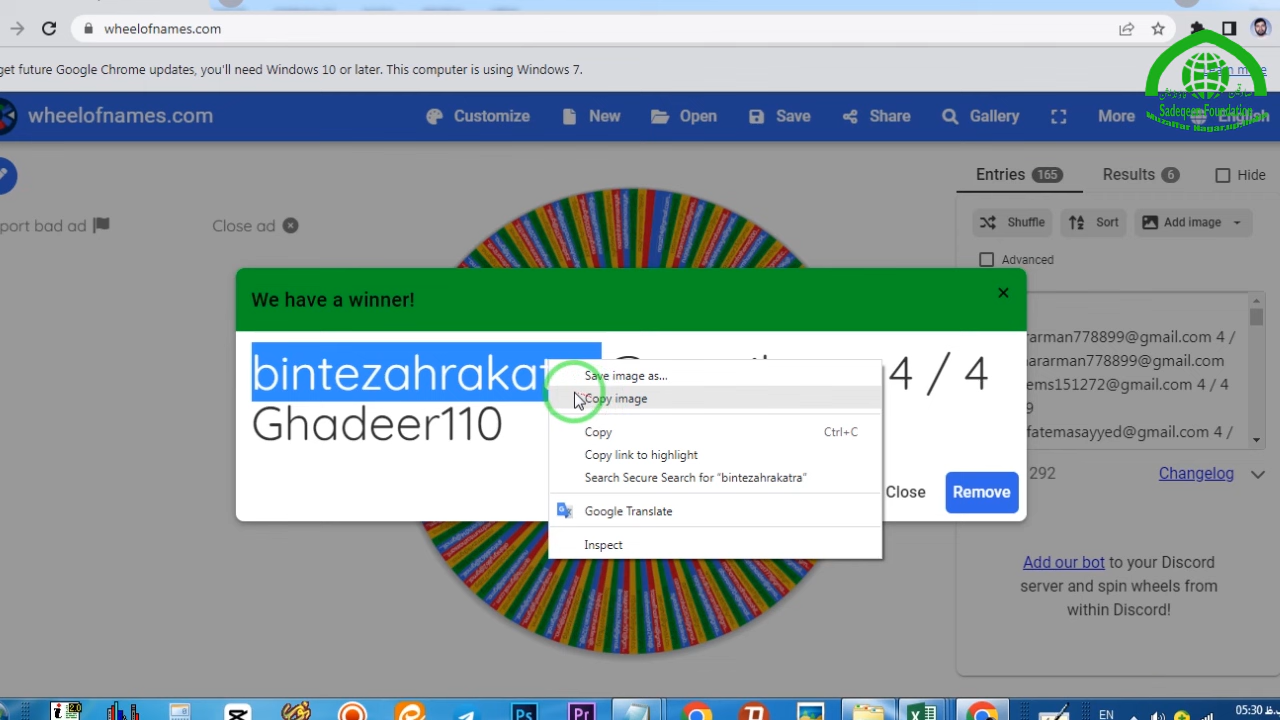 wheelofnames.com
get future Google Chrome updates, you'll need Windows 10 or later. This computer is using Windows 7.
Learn more
Sadeqeen Foundation
wheelofnames.com
Customize New Open Save Share Gallery More English
port bad ad Close ad
Entries 165 Results 6 Hide
Shuffle Sort Add image
Advanced
We have a winner!
ararman778899@gmail.com 4 /
ararman778899@gmail.com
ems151272@gmail.com 4 / 4
9
fatemasayyed@gmail.com 4 /
bintezahrakat 4 / 4
Ghadeer110
Save image as...
Copy image
Copy Ctrl+C
Copy link to highlight
Search Secure Search for “bintezahrakatra”
Google Translate
Inspect
292 Changelog
Close Remove
Add our bot to your Discord
server and spin wheels from
within Discord!
Ps Pr EN 05:30